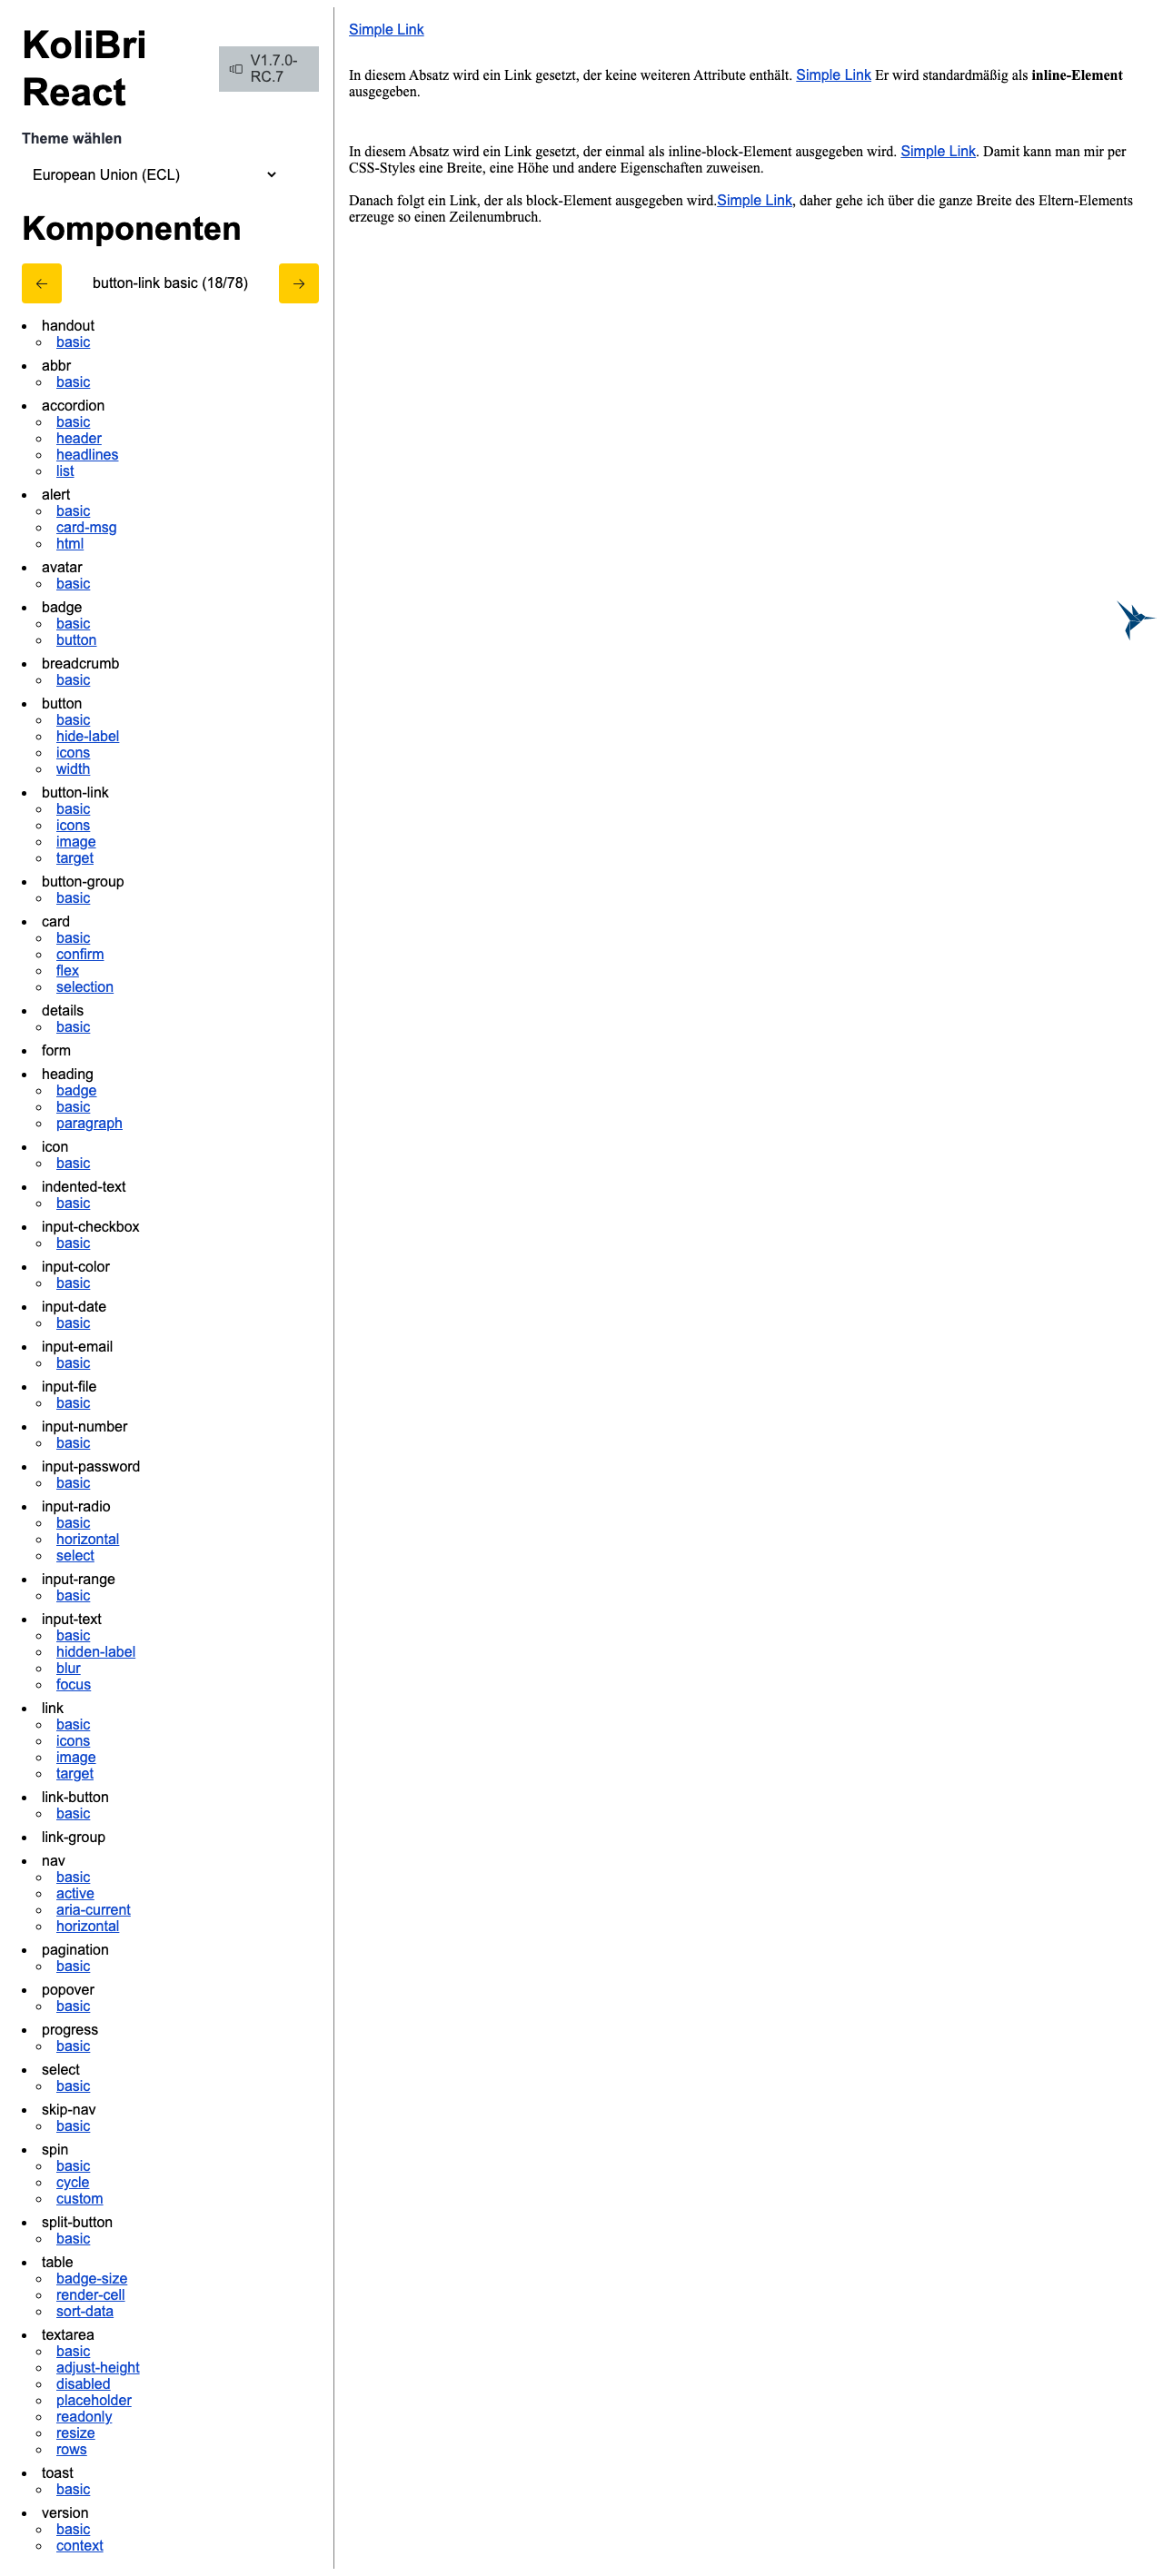 KoliBri
React
V1.7.0-
RC.7
Theme wählen
European Union (ECL)
Komponenten
button-link basic (18/78)
handout
basic
abbr
basic
accordion
basic
header
headlines
list
alert
basic
card-msg
html
avatar
basic
badge
basic
button
breadcrumb
basic
button
basic
hide-label
icons
width
button-link
basic
icons
image
target
button-group
basic
card
basic
confirm
flex
selection
details
basic
form
heading
badge
basic
paragraph
icon
basic
indented-text
basic
input-checkbox
basic
input-color
basic
input-date
basic
input-email
basic
input-file
basic
input-number
basic
input-password
basic
input-radio
basic
horizontal
select
input-range
basic
input-text
basic
hidden-label
blur
focus
link
basic
icons
image
target
link-button
basic
link-group
nav
basic
active
aria-current
horizontal
pagination
basic
popover
basic
progress
basic
select
basic
skip-nav
basic
spin
basic
cycle
custom
split-button
basic
table
badge-size
render-cell
sort-data
textarea
basic
adjust-height
disabled
placeholder
readonly
resize
rows
toast
basic
version
basic
context
Simple Link
In diesem Absatz wird ein Link gesetzt, der keine weiteren Attribute enthält. Simple Link Er wird standardmäßig als inline-Element
ausgegeben.
In diesem Absatz wird ein Link gesetzt, der einmal als inline-block-Element ausgegeben wird. Simple Link. Damit kann man mir per
CSS-Styles eine Breite, eine Höhe und andere Eigenschaften zuweisen.
Danach folgt ein Link, der als block-Element ausgegeben wird.Simple Link, daher gehe ich über die ganze Breite des Eltern-Elements
erzeuge so einen Zeilenumbruch.